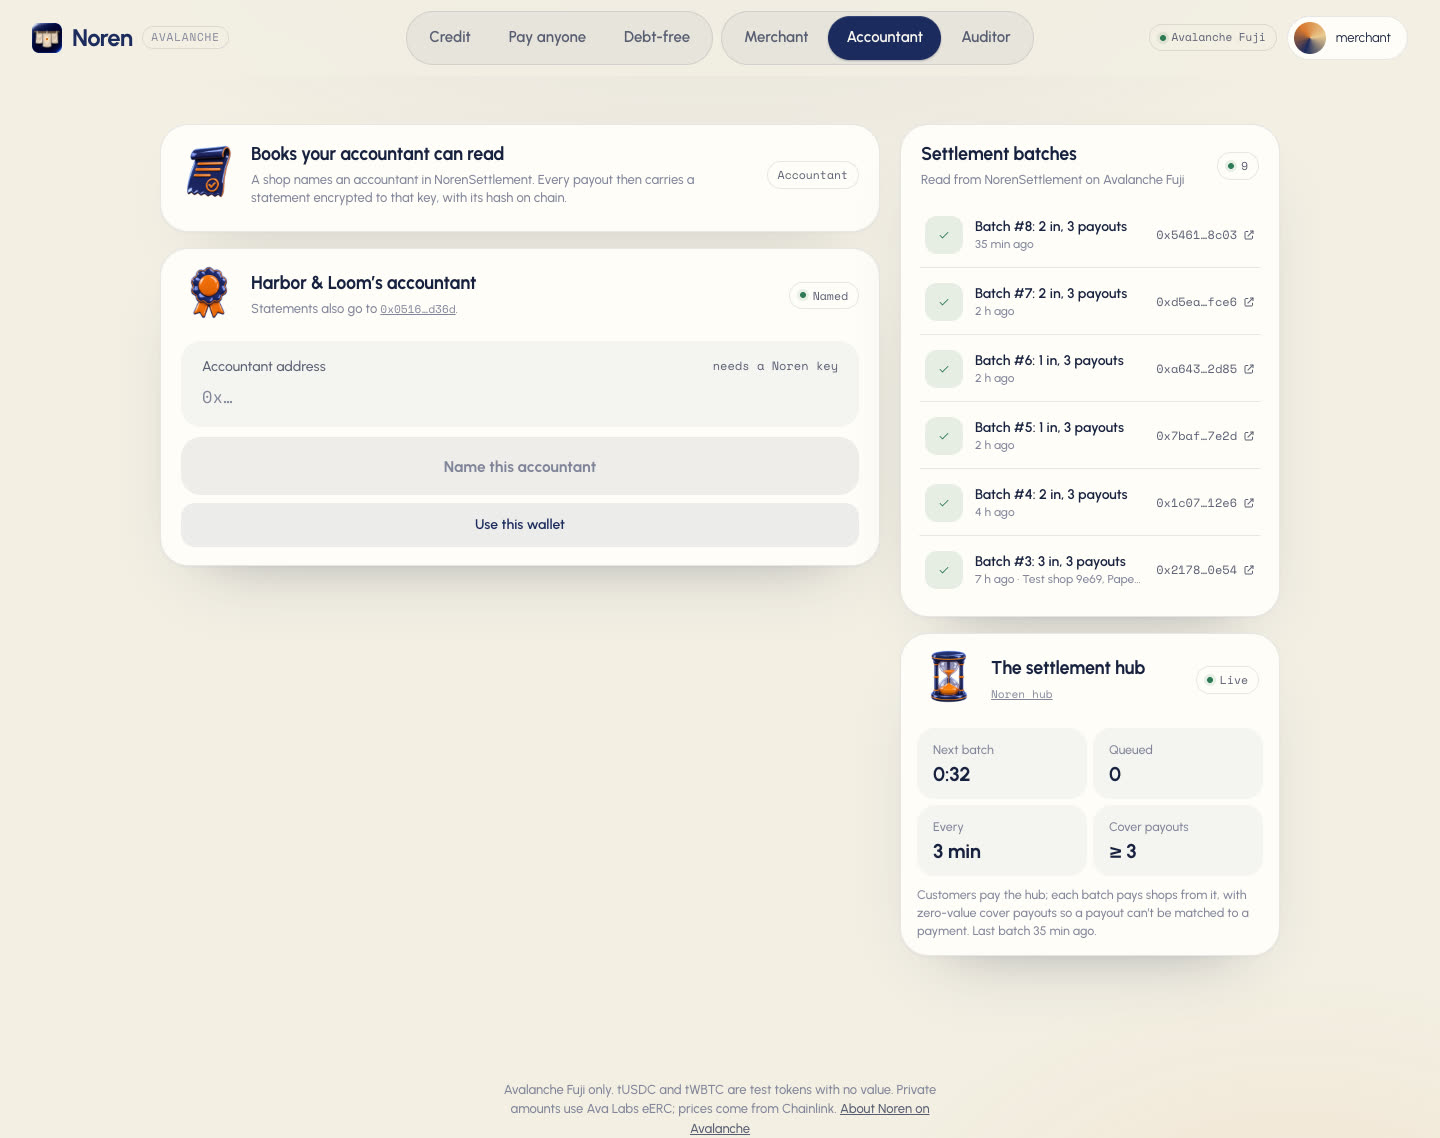 Noren
AVALANCHE
Credit
Pay anyone
Debt-free
Merchant
Accountant
Auditor
Avalanche Fuji
merchant
Books your accountant can read
A shop names an accountant in NorenSettlement. Every payout then carries a
statement encrypted to that key, with its hash on chain.
Accountant
Harbor & Loom's accountant
Statements also go to 0x0516…d36d.
Named
Accountant address
needs a Noren key
0x…
Name this accountant
Use this wallet
Settlement batches
Read from NorenSettlement on Avalanche Fuji
9
Batch #8: 2 in, 3 payouts
35 min ago
0x5461…8c03
Batch #7: 2 in, 3 payouts
2 h ago
0xd5ea…fce6
Batch #6: 1 in, 3 payouts
2 h ago
0xa643…2d85
Batch #5: 1 in, 3 payouts
2 h ago
0x7baf…7e2d
Batch #4: 2 in, 3 payouts
4 h ago
0x1c07…12e6
Batch #3: 3 in, 3 payouts
7 h ago · Test shop 9e69, Pape…
0x2178…0e54
The settlement hub
Noren hub
Live
Next batch
0:32
Queued
0
Every
3 min
Cover payouts
≥ 3
Customers pay the hub; each batch pays shops from it, with
zero-value cover payouts so a payout can't be matched to a
payment. Last batch 35 min ago.
Avalanche Fuji only. tUSDC and tWBTC are test tokens with no value. Private
amounts use Ava Labs eERC; prices come from Chainlink. About Noren on
Avalanche